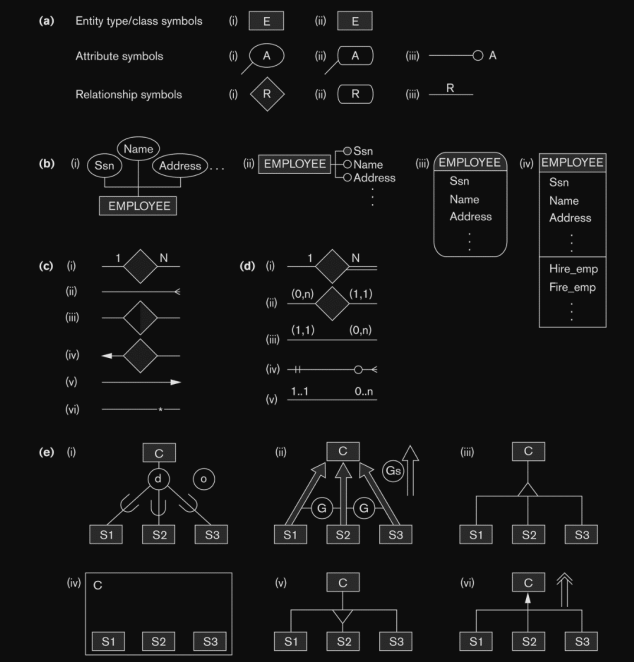 (a) Entity type/class symbols (i) E (ii) E
Attribute symbols (i) A (ii) A (iii) A
Relationship symbols (i) R (ii) R (iii) R
(b) (i) Ssn Name Address ...
EMPLOYEE
(ii) EMPLOYEE
Ssn
Name
Address
(iii) EMPLOYEE
Ssn
Name
Address
(iv) EMPLOYEE
Ssn
Name
Address
Hire_emp
Fire_emp
(c) (i) 1 N
(ii)
(iii)
(iv)
(v)
(vi) *
(d) (i) 1 N
(ii) (0,n) (1,1)
(iii) (1,1) (0,n)
(iv)
(v) 1..1 0..n
(e) (i) C
d o
S1 S2 S3
(ii) C
Gs
G G
S1 S2 S3
(iii) C
S1 S2 S3
(iv) C
S1 S2 S3
(v) C
S1 S2 S3
(vi) C
S1 S2 S3